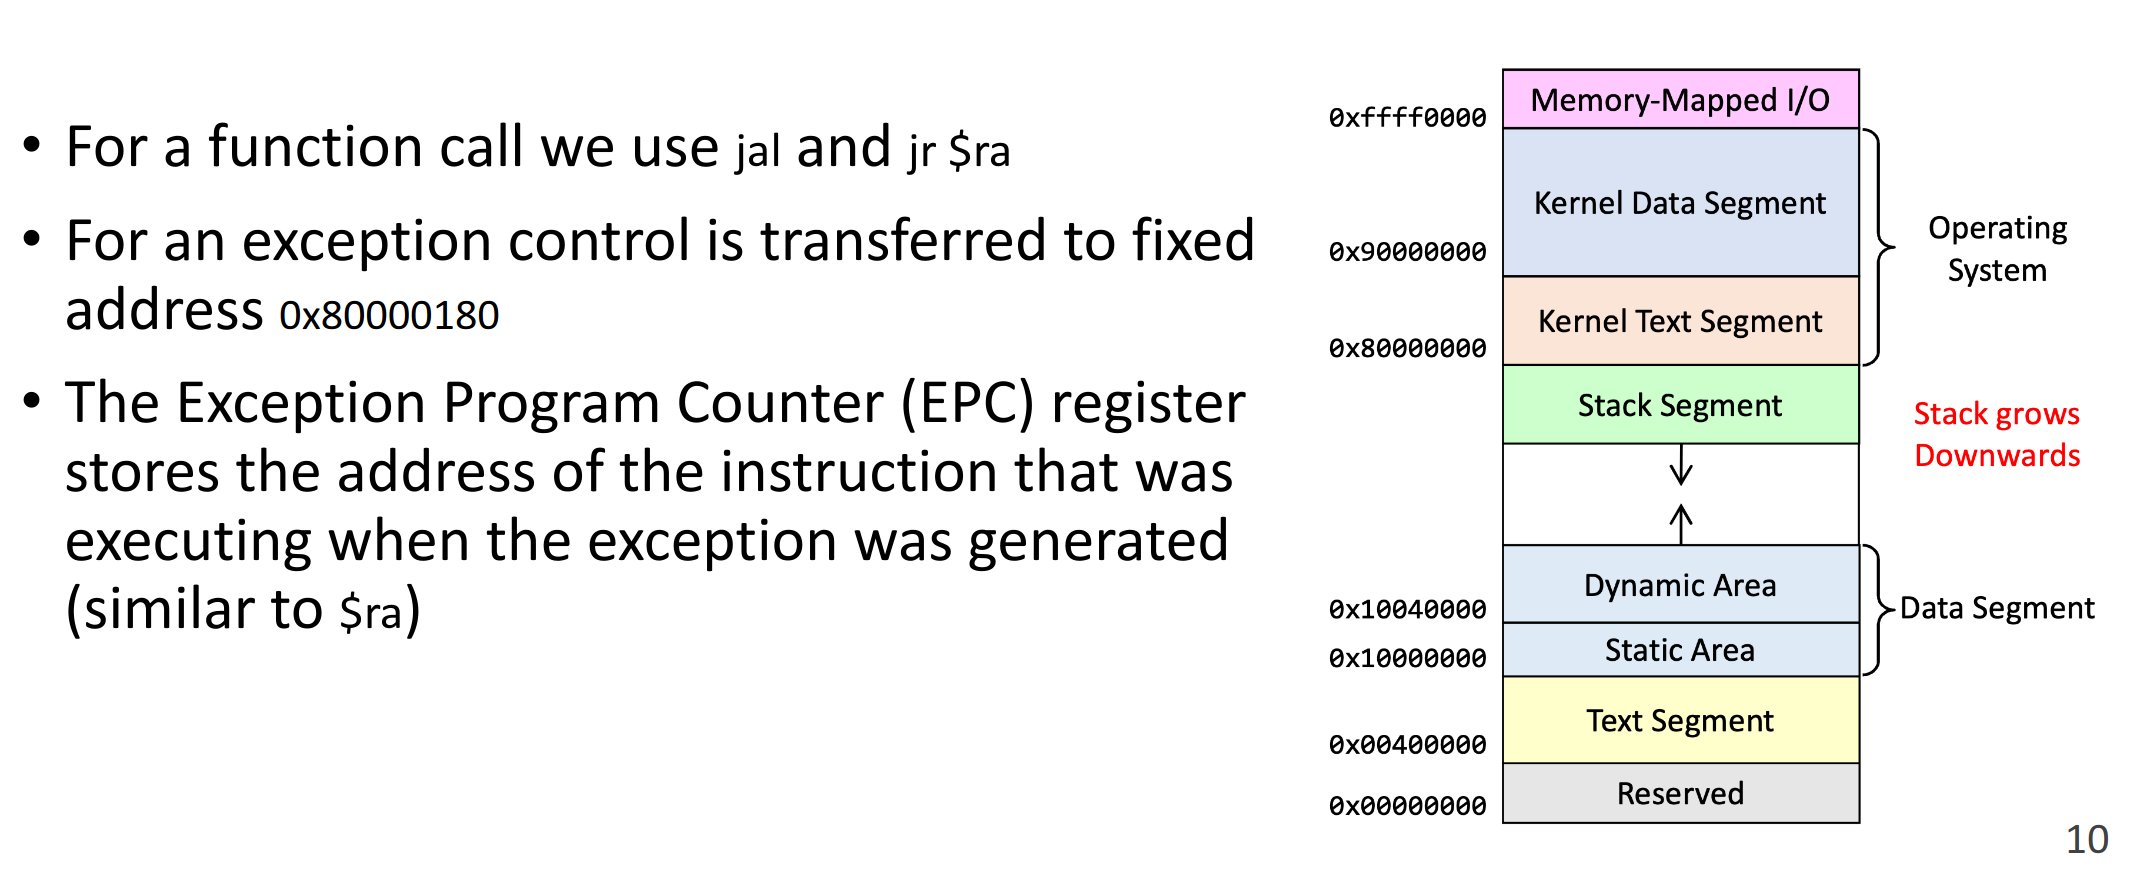 • For a function call we use jal and jr $ra
• For an exception control is transferred to fixed
address 0x80000180
• The Exception Program Counter (EPC) register
stores the address of the instruction that was
executing when the exception was generated
(similar to $ra)
Memory-Mapped I/O
0xffff0000
Kernel Data Segment
0x90000000
Operating
System
Kernel Text Segment
0x80000000
Stack Segment
Stack grows
Downwards
Dynamic Area
0x10040000
Data Segment
Static Area
0x10000000
Text Segment
0x00400000
Reserved
0x00000000
10